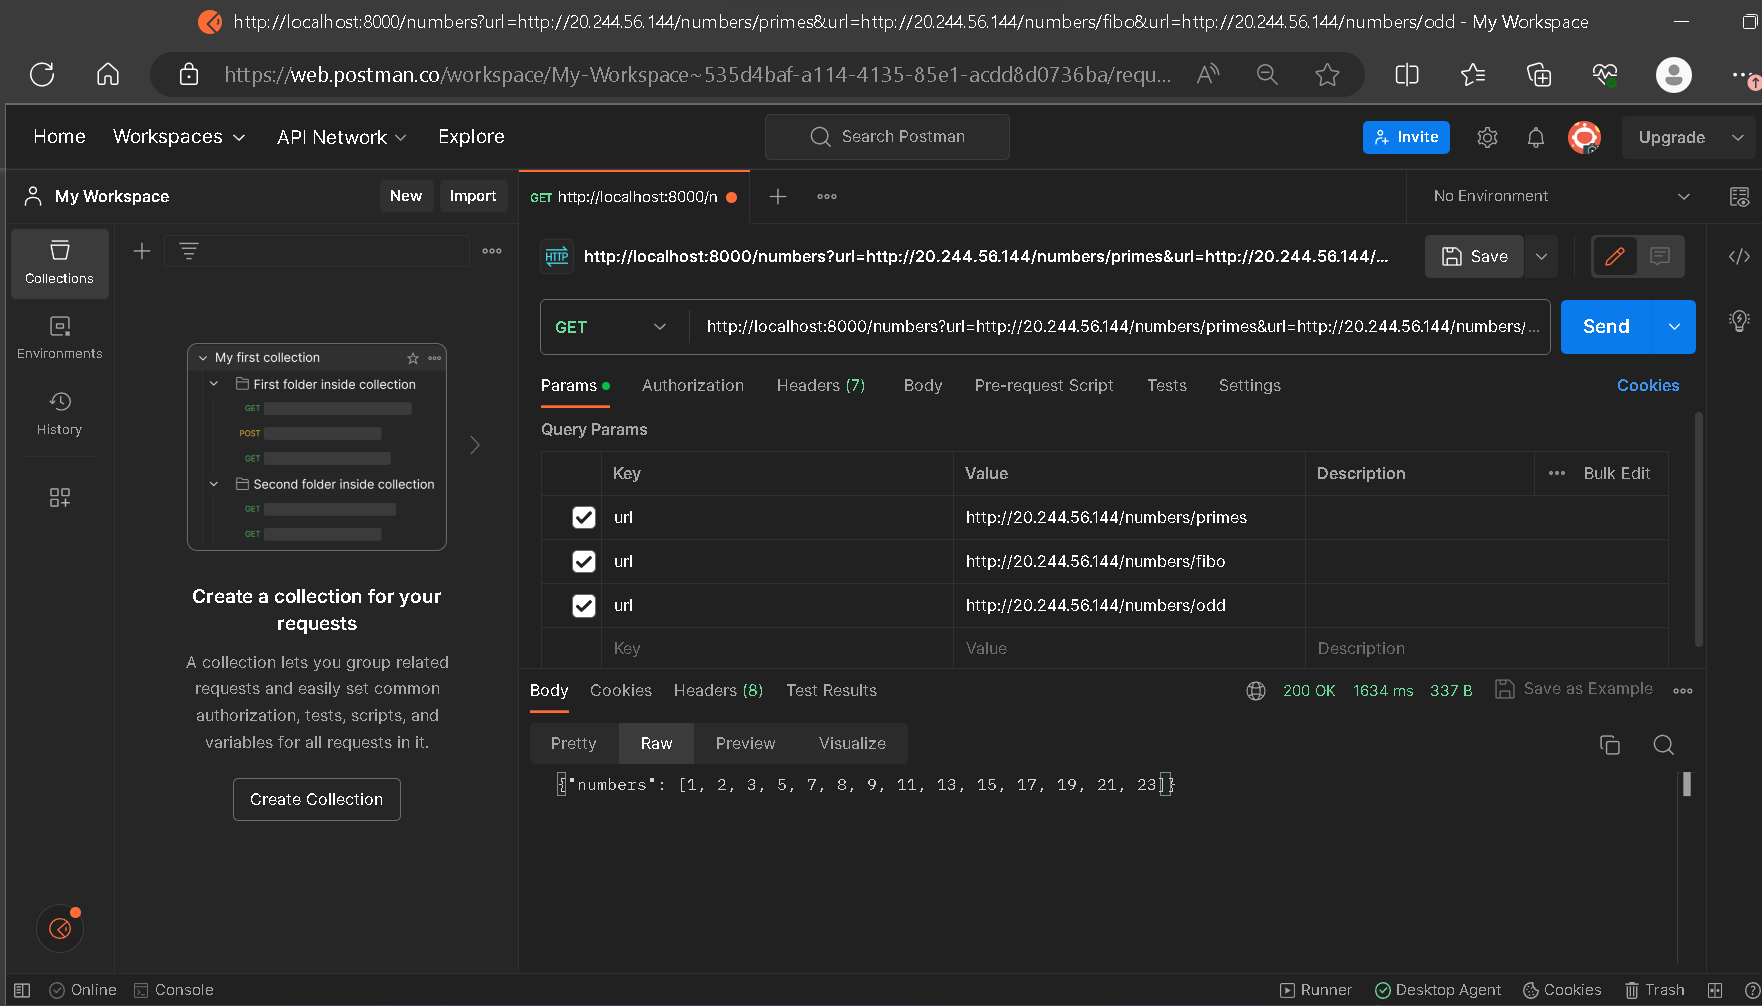 http://localhost:8000/numbers?url=http://20.244.56.144/numbers/primes&url=http://20.244.56.144/numbers/fibo&url=http://20.244.56.144/numbers/odd - My Workspace
https://web.postman.co/workspace/My-Workspace~535d4baf-a114-4135-85e1-acdd8d0736ba/requ...
Home Workspaces API Network Explore Search Postman Invite Upgrade
My Workspace New Import GET http://localhost:8000/n No Environment
Collections
Environments
History
My first collection
First folder inside collection
GET
POST
GET
Second folder inside collection
GET
GET
Create a collection for your
requests
A collection lets you group related
requests and easily set common
authorization, tests, scripts, and
variables for all requests in it.
Create Collection
HTTP http://localhost:8000/numbers?url=http://20.244.56.144/numbers/primes&url=http://20.244.56.144/... Save
GET http://localhost:8000/numbers?url=http://20.244.56.144/numbers/primes&url=http://20.244.56.144/numbers/... Send
Params Authorization Headers (7) Body Pre-request Script Tests Settings Cookies
Query Params
Key Value Description Bulk Edit
url http://20.244.56.144/numbers/primes
url http://20.244.56.144/numbers/fibo
url http://20.244.56.144/numbers/odd
Key Value Description
Body Cookies Headers (8) Test Results 200 OK 1634 ms 337 B Save as Example
Pretty Raw Preview Visualize
{"numbers": [1, 2, 3, 5, 7, 8, 9, 11, 13, 15, 17, 19, 21, 23]}
Online Console Runner Desktop Agent Cookies Trash